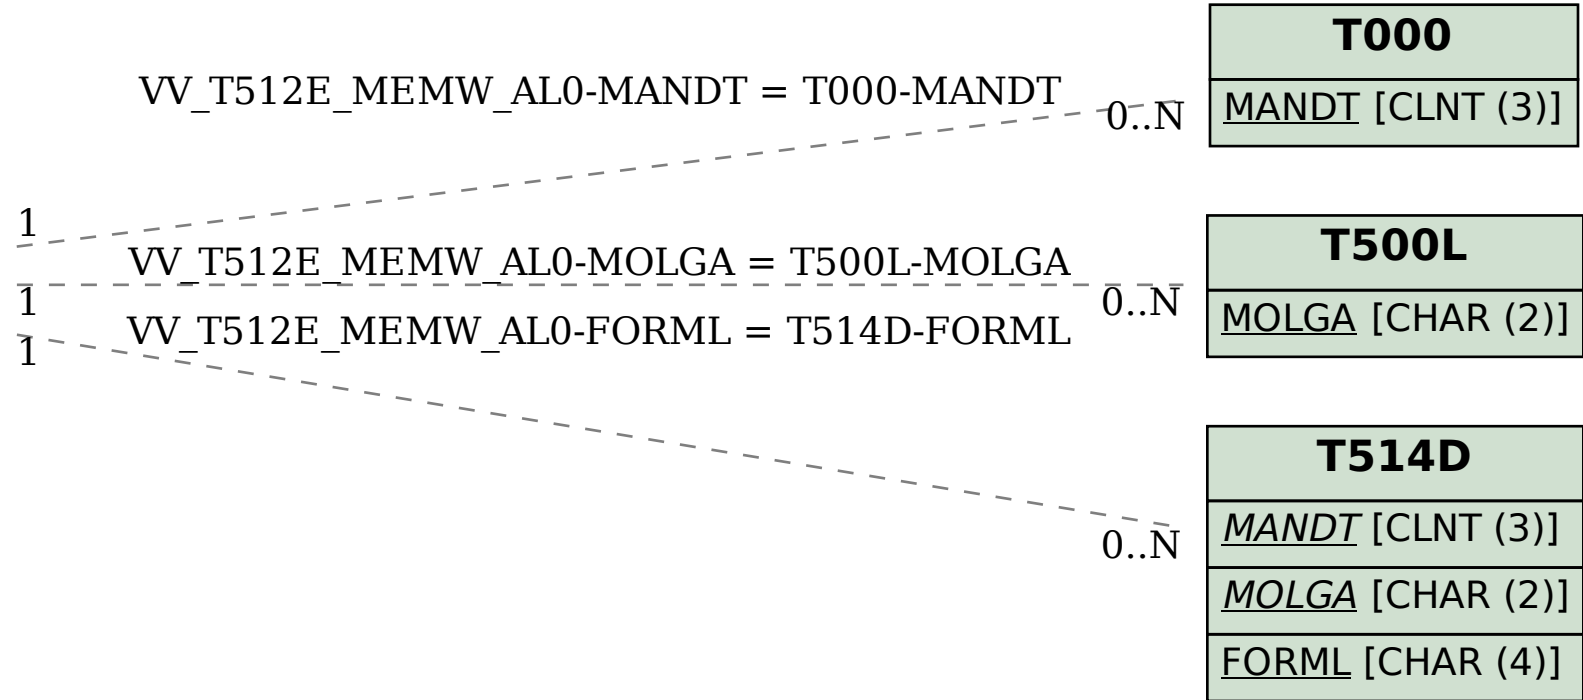 T000
VV_T512E_MEMW_AL0-MANDT = T000-MANDT
0..N
MANDT [CLNT (3)]
1
T500L
VV_T512E_MEMW_AL0-MOLGA = T500L-MOLGA
1
0..N
MOLGA [CHAR (2)]
VV_T512E_MEMW_AL0-FORML = T514D-FORML
1
T514D
MANDT [CLNT (3)]
0..N
MOLGA [CHAR (2)]
FORML [CHAR (4)]